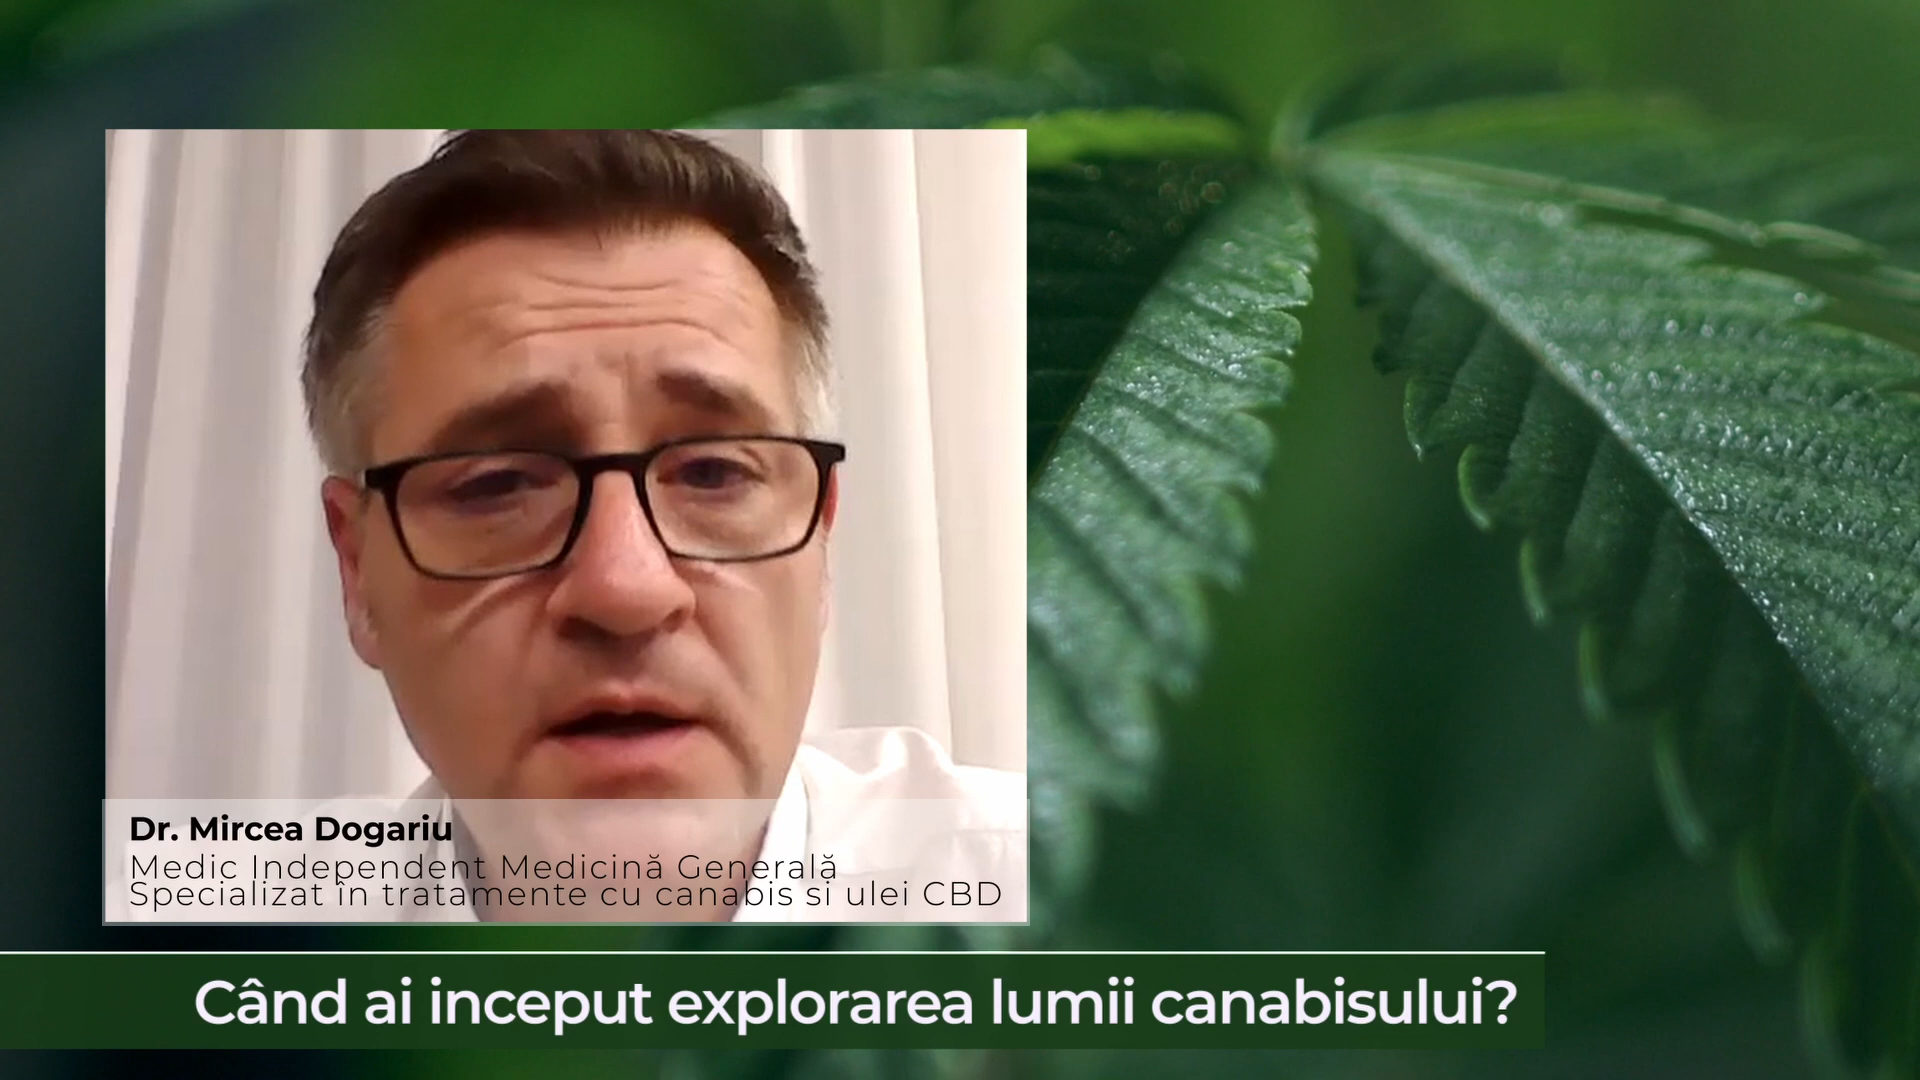 Dr. Mircea Dogariu
Medic Independent Medicină Generală
Specializat în tratamente cu canabis si ulei CBD
Când ai inceput explorarea lumii canabisului?